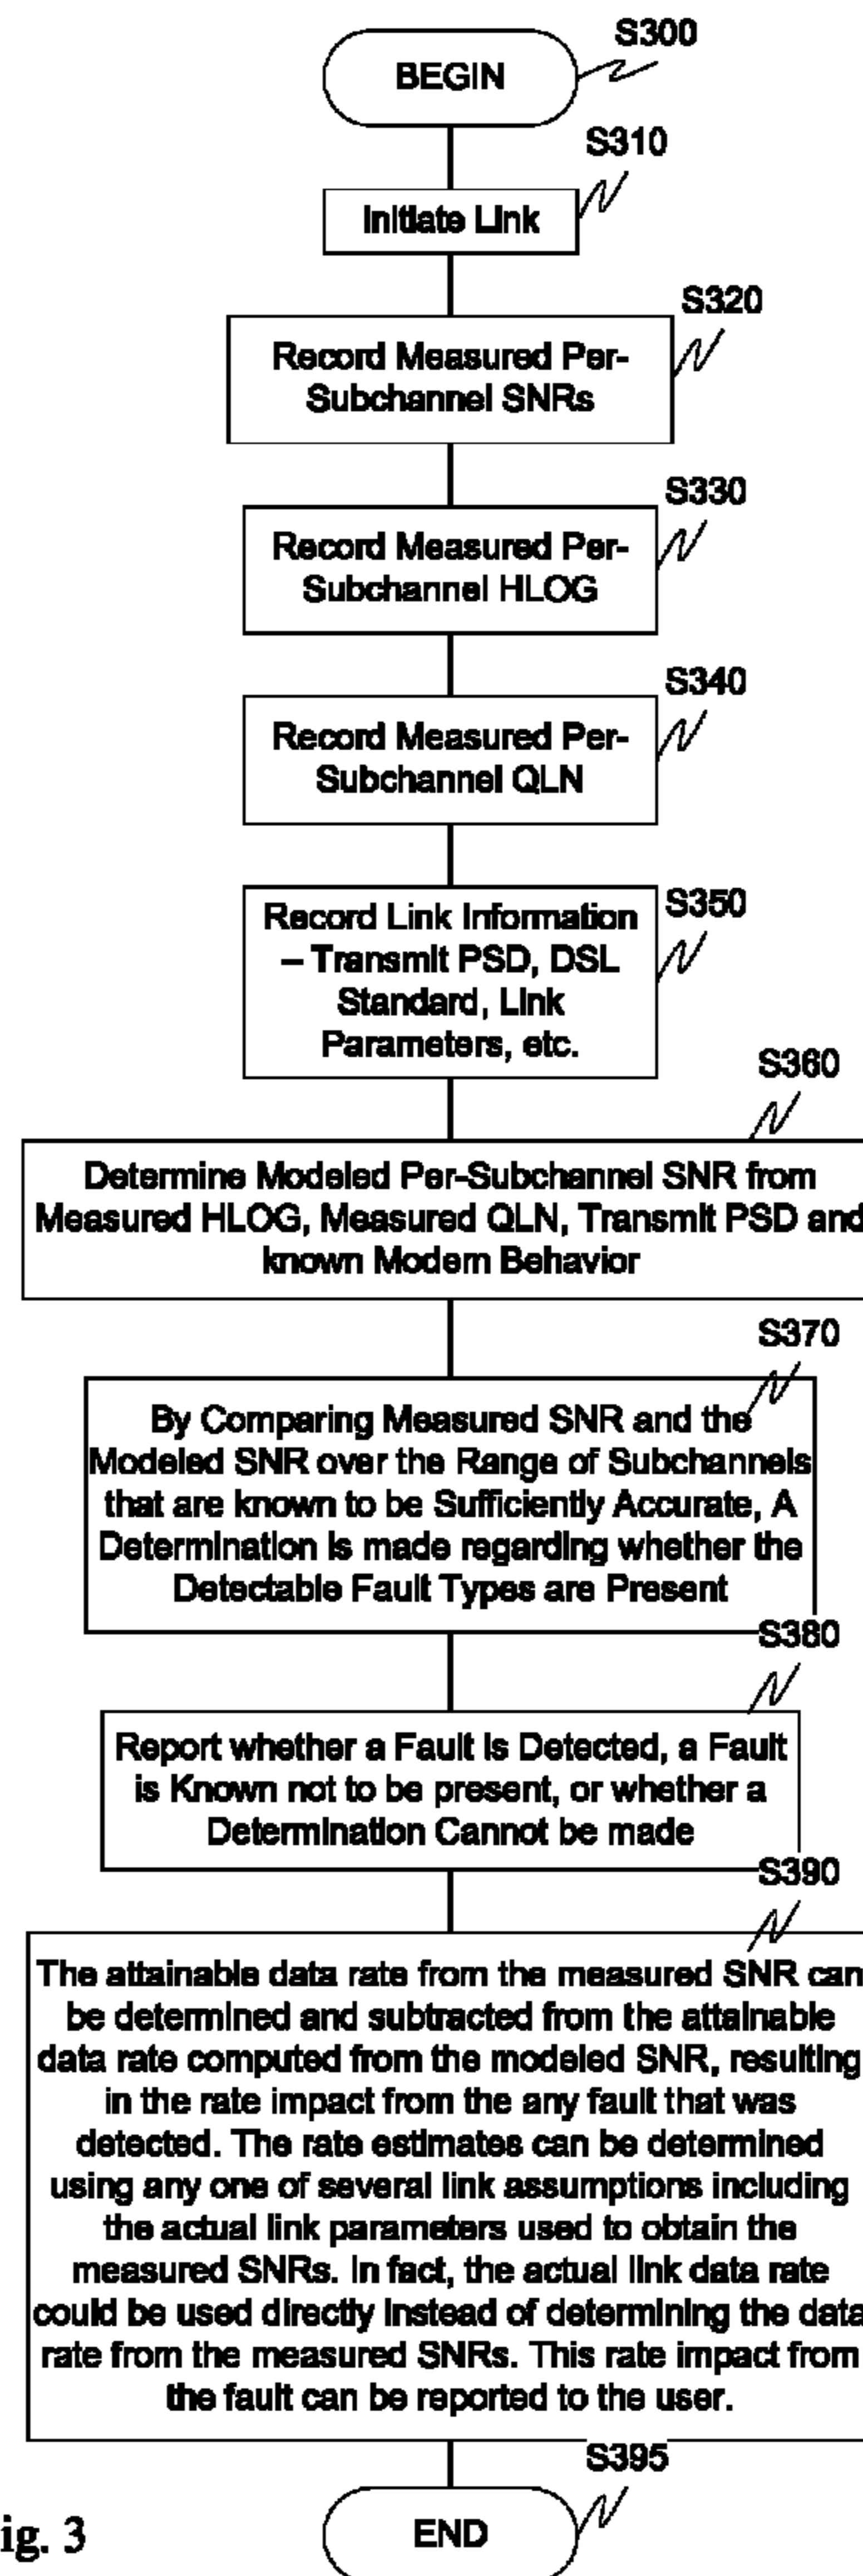 S300
BEGIN
S310
Initiate Link
S320
Record Measured Per-
Subchannel SNRs
S330
Record Measured Per-
Subchannel HLOG
S340
Record Measured Per-
Subchannel QLN
S350
Record Link Information
– Transmit PSD, DSL
Standard, Link
Parameters, etc.
S360
Determine Modeled Per-Subchannel SNR from
Measured HLOG, Measured QLN, Transmit PSD and
known Modem Behavior
S370
By Comparing Measured SNR and the
Modeled SNR over the Range of Subchannels
that are known to be Sufficiently Accurate, A
Determination is made regarding whether the
Detectable Fault Types are Present
S380
Report whether a Fault is Detected, a Fault
is Known not to be present, or whether a
Determination Cannot be made
S390
The attainable data rate from the measured SNR can
be determined and subtracted from the attainable
data rate computed from the modeled SNR, resulting
in the rate impact from the any fault that was
detected. The rate estimates can be determined
using any one of several link assumptions including
the actual link parameters used to obtain the
measured SNRs. In fact, the actual link data rate
could be used directly instead of determining the data
rate from the measured SNRs. This rate impact from
the fault can be reported to the user.
S395
END
ig. 3